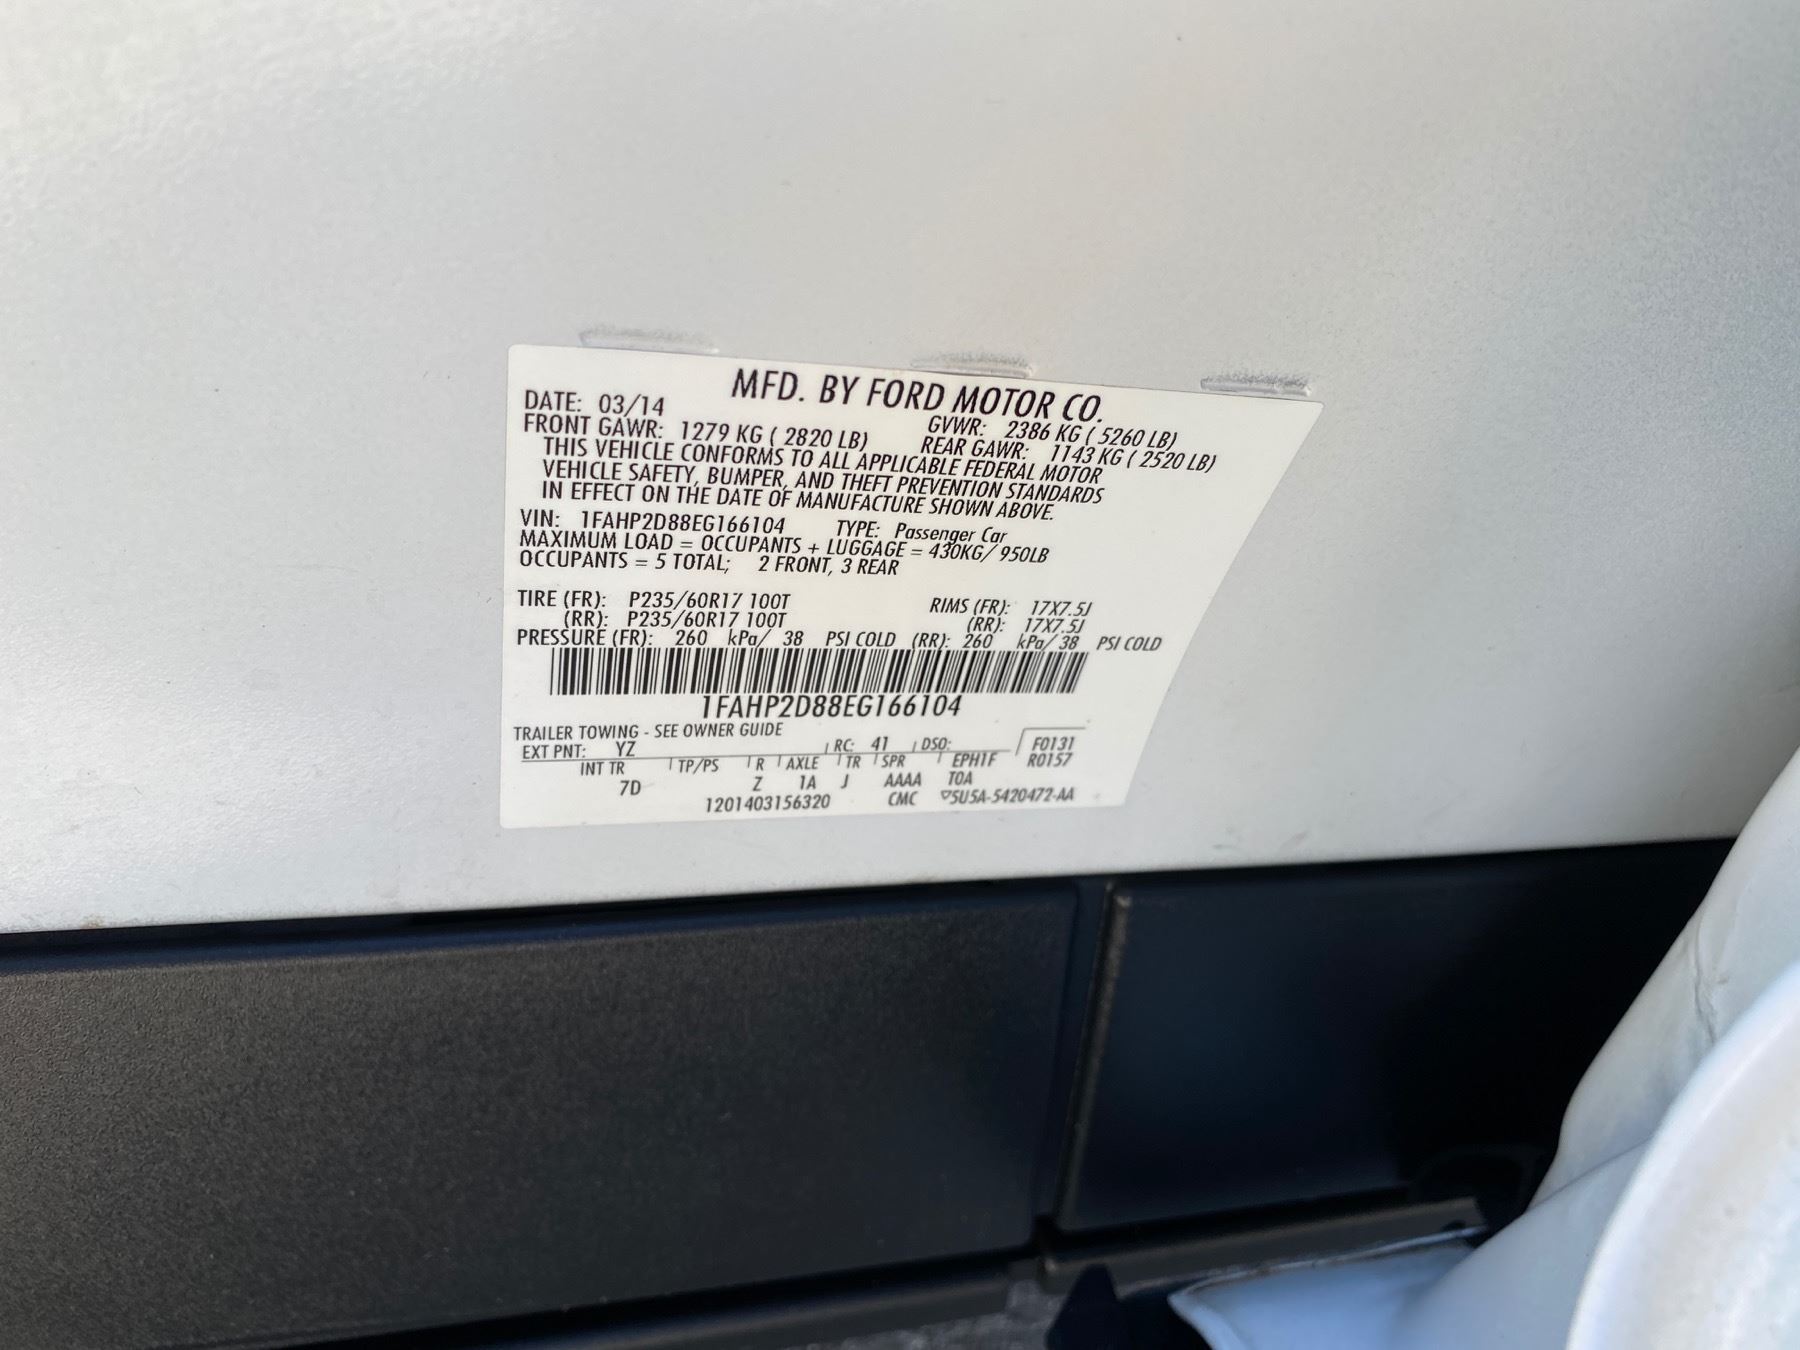 MFD. BY FORD MOTOR CO.
DATE: 03/14 GVWR: 2386 KG ( 5260 LB)
FRONT GAWR: 1279 KG ( 2820 LB) REAR GAWR: 1143 KG ( 2520 LB)
THIS VEHICLE CONFORMS TO ALL APPLICABLE FEDERAL MOTOR
VEHICLE SAFETY, BUMPER, AND THEFT PREVENTION STANDARDS
IN EFFECT ON THE DATE OF MANUFACTURE SHOWN ABOVE.
VIN: 1FAHP2D88EG166104 TYPE: Passenger Car
MAXIMUM LOAD = OCCUPANTS + LUGGAGE = 430KG/ 950LB
OCCUPANTS = 5 TOTAL; 2 FRONT, 3 REAR
TIRE (FR): P235/60R17 100T RIMS (FR): 17X7.5J
(RR): P235/60R17 100T (RR): 17X7.5J
PRESSURE (FR): 260 kPa/ 38 PSI COLD (RR): 260 kPa/ 38 PSI COLD
1FAHP2D88EG166104
TRAILER TOWING - SEE OWNER GUIDE
EXT PNT: YZ RC: 41 DSO: F0131
INT TR TP/PS R AXLE TR SPR EPH1F R0157
7D Z 1A J AAAA T0A
1201403156320 CMC ▽5U5A-5420472-AA